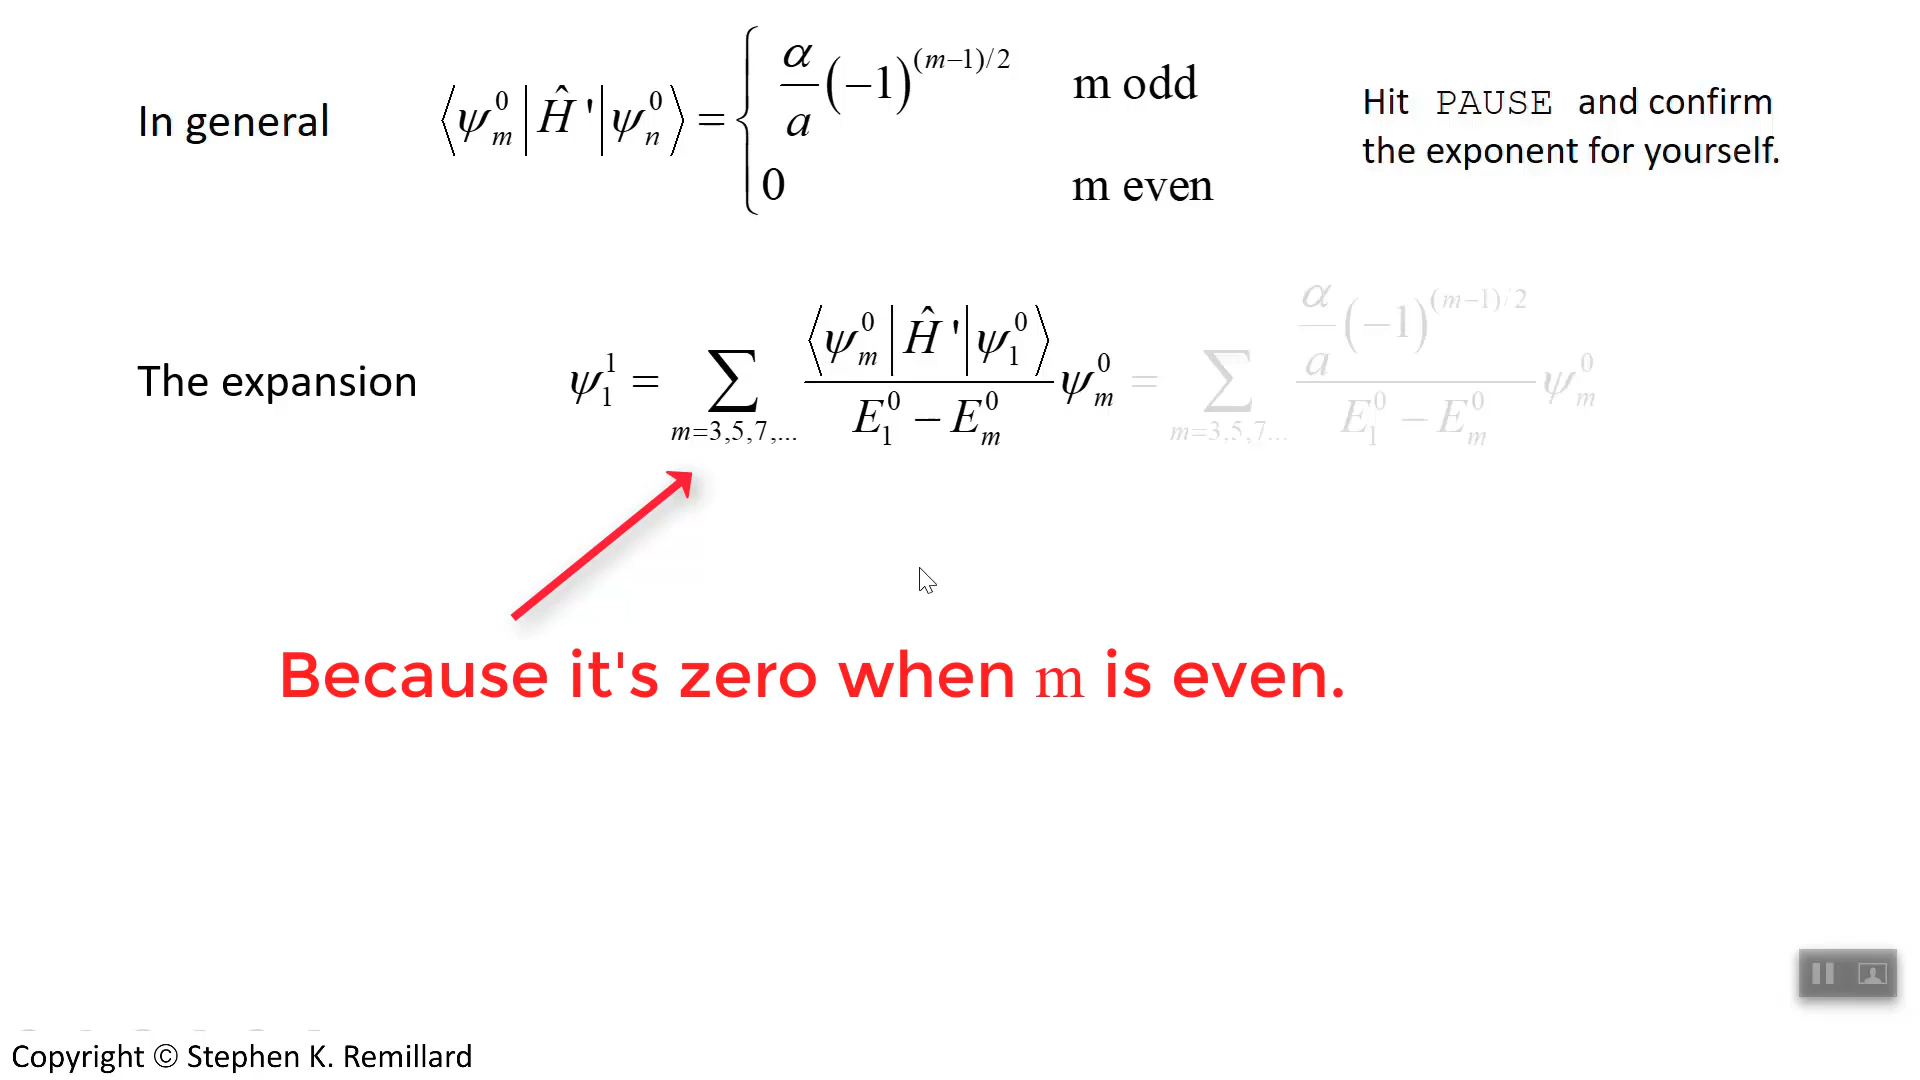 In general ⟨ψ_m^0|Ĥ'|ψ_n^0⟩ = { α/a (−1)^{(m−1)/2} m odd
0 m even
Hit PAUSE and confirm
the exponent for yourself.
The expansion ψ_1^1 = ∑_{m=3,5,7,...} ⟨ψ_m^0|Ĥ'|ψ_1^0⟩ / (E_1^0 − E_m^0) ψ_m^0 = ∑_{m=3,5,7...} α/a (−1)^{(m−1)/2} / (E_1^0 − E_m^0) ψ_m^0
Because it's zero when m is even.
Copyright © Stephen K. Remillard